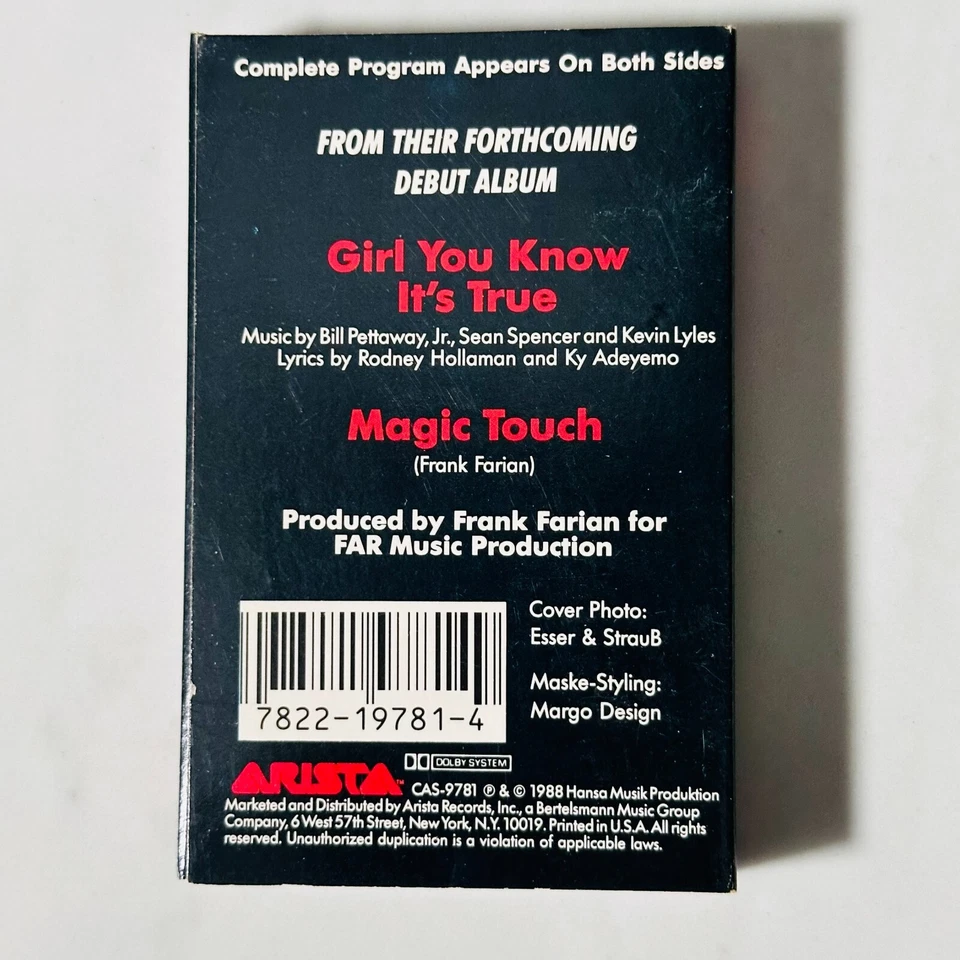 Complete Program Appears On Both Sides
FROM THEIR FORTHCOMING
DEBUT ALBUM
Girl You Know
It's True
Music by Bill Pettaway, Jr., Sean Spencer and Kevin Lyles
Lyrics by Rodney Hollaman and Ky Adeyemo
Magic Touch
(Frank Farian)
Produced by Frank Farian for
FAR Music Production
Cover Photo:
Esser & StrauB
Maske-Styling:
Margo Design
7822-19781-4
DOLBY SYSTEM
ARISTA™ CAS-9781 ℗ & © 1988 Hansa Musik Produktion
Marketed and Distributed by Arista Records, Inc., a Bertelsmann Music Group
Company, 6 West 57th Street, New York, N.Y. 10019. Printed in U.S.A. All rights
reserved. Unauthorized duplication is a violation of applicable laws.